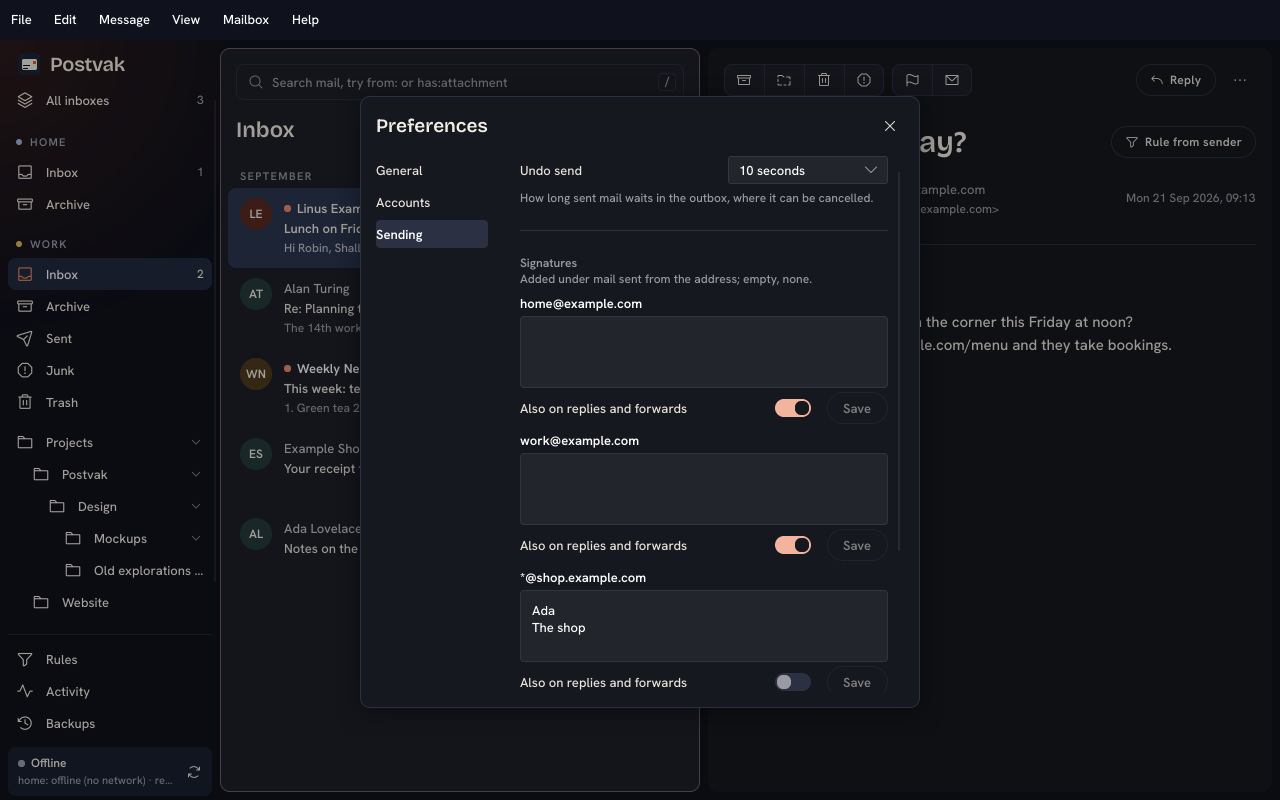 File Edit Message View Mailbox Help
Postvak
All inboxes 3
HOME
Inbox 1
Archive
WORK
Inbox 2
Archive
Sent
Junk
Trash
Projects
Postvak
Design
Mockups
Old explorations ...
Website
Rules
Activity
Backups
Offline
home: offline (no network) · re...
Search mail, try from: or has:attachment /
Inbox
SEPTEMBER
LE Linus Exam
Lunch on Frid
Hi Robin, Shall
AT Alan Turing
Re: Planning t
The 14th work
WN Weekly Ne
This week: te
1. Green tea 2
ES Example Sho
Your receipt
AL Ada Lovelace
Notes on the
Preferences
General
Accounts
Sending
Undo send 10 seconds
How long sent mail waits in the outbox, where it can be cancelled.
Signatures
Added under mail sent from the address; empty, none.
home@example.com
Also on replies and forwards Save
work@example.com
Also on replies and forwards Save
*@shop.example.com
Ada
The shop
Also on replies and forwards Save
Reply ...
ay?
Rule from sender
ample.com
example.com>
Mon 21 Sep 2026, 09:13
the corner this Friday at noon?
le.com/menu and they take bookings.